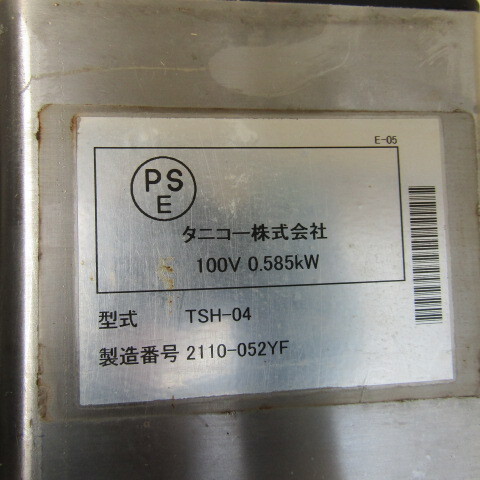 E-05
PS
E
タニコー株式会社
100V 0.585kW
型式 TSH-04
製造番号 2110-052YF